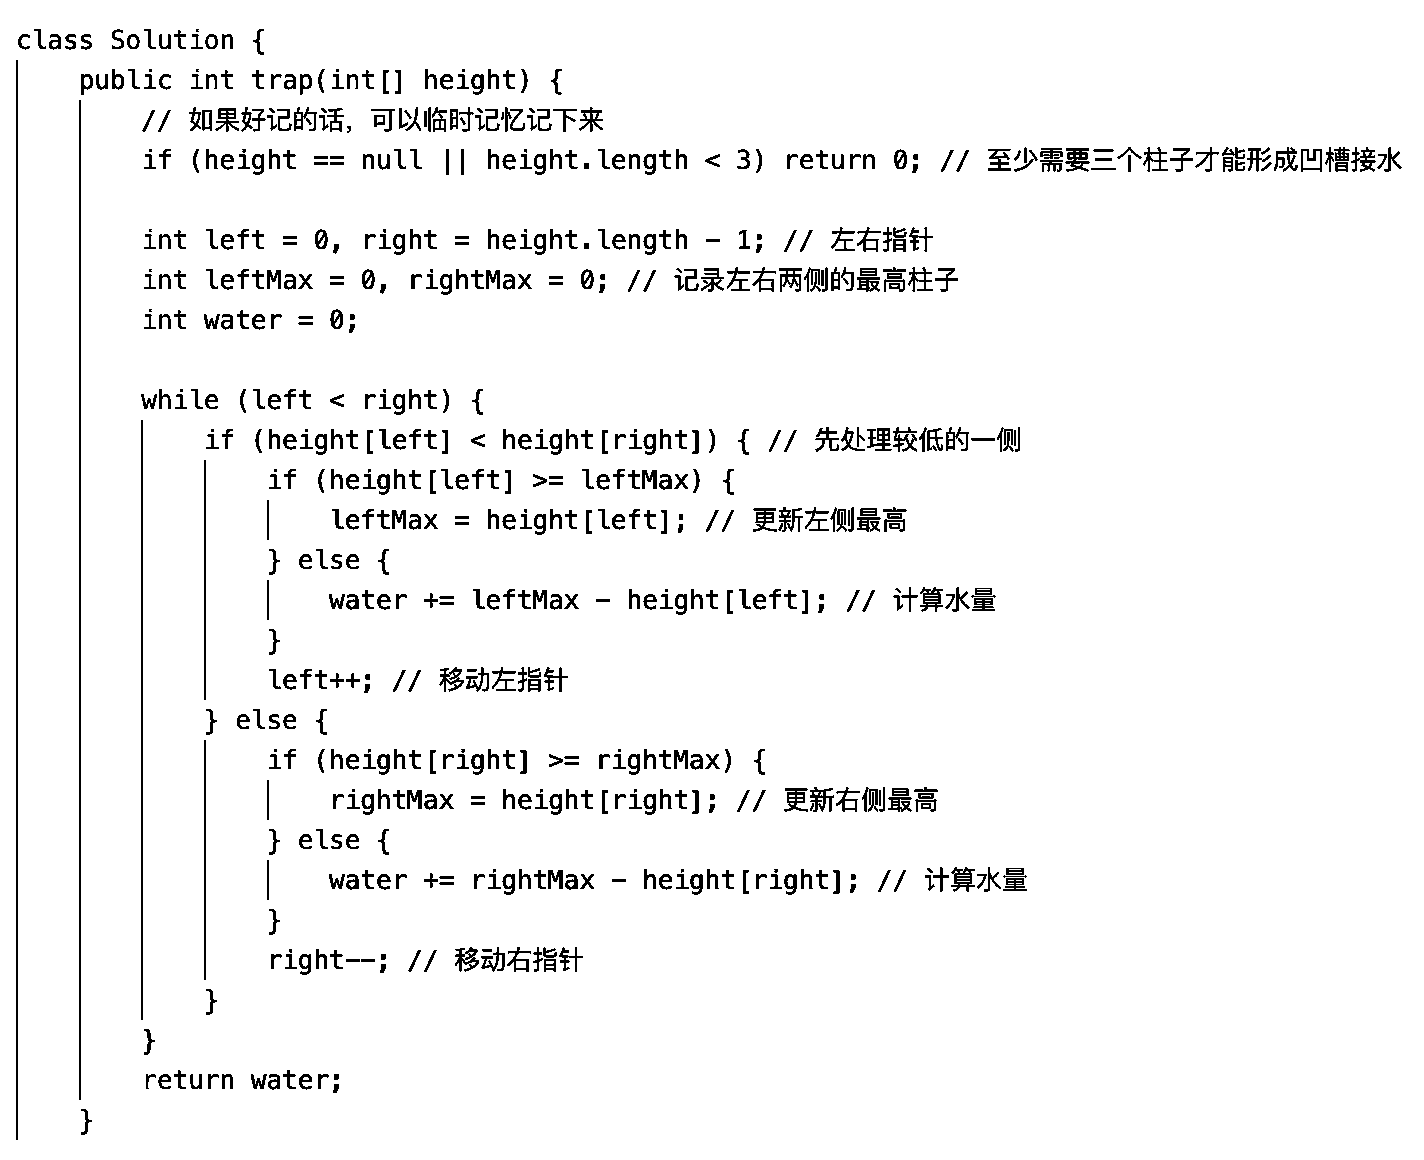 class Solution {
    public int trap(int[] height) {
        // 如果好记的话，可以临时记忆记下来
        if (height == null || height.length < 3) return 0; // 至少需要三个柱子才能形成凹槽接水

        int left = 0, right = height.length - 1; // 左右指针
        int leftMax = 0, rightMax = 0; // 记录左右两侧的最高柱子
        int water = 0;

        while (left < right) {
            if (height[left] < height[right]) { // 先处理较低的一侧
                if (height[left] >= leftMax) {
                    leftMax = height[left]; // 更新左侧最高
                } else {
                    water += leftMax - height[left]; // 计算水量
                }
                left++; // 移动左指针
            } else {
                if (height[right] >= rightMax) {
                    rightMax = height[right]; // 更新右侧最高
                } else {
                    water += rightMax - height[right]; // 计算水量
                }
                right--; // 移动右指针
            }
        }
        return water;
    }